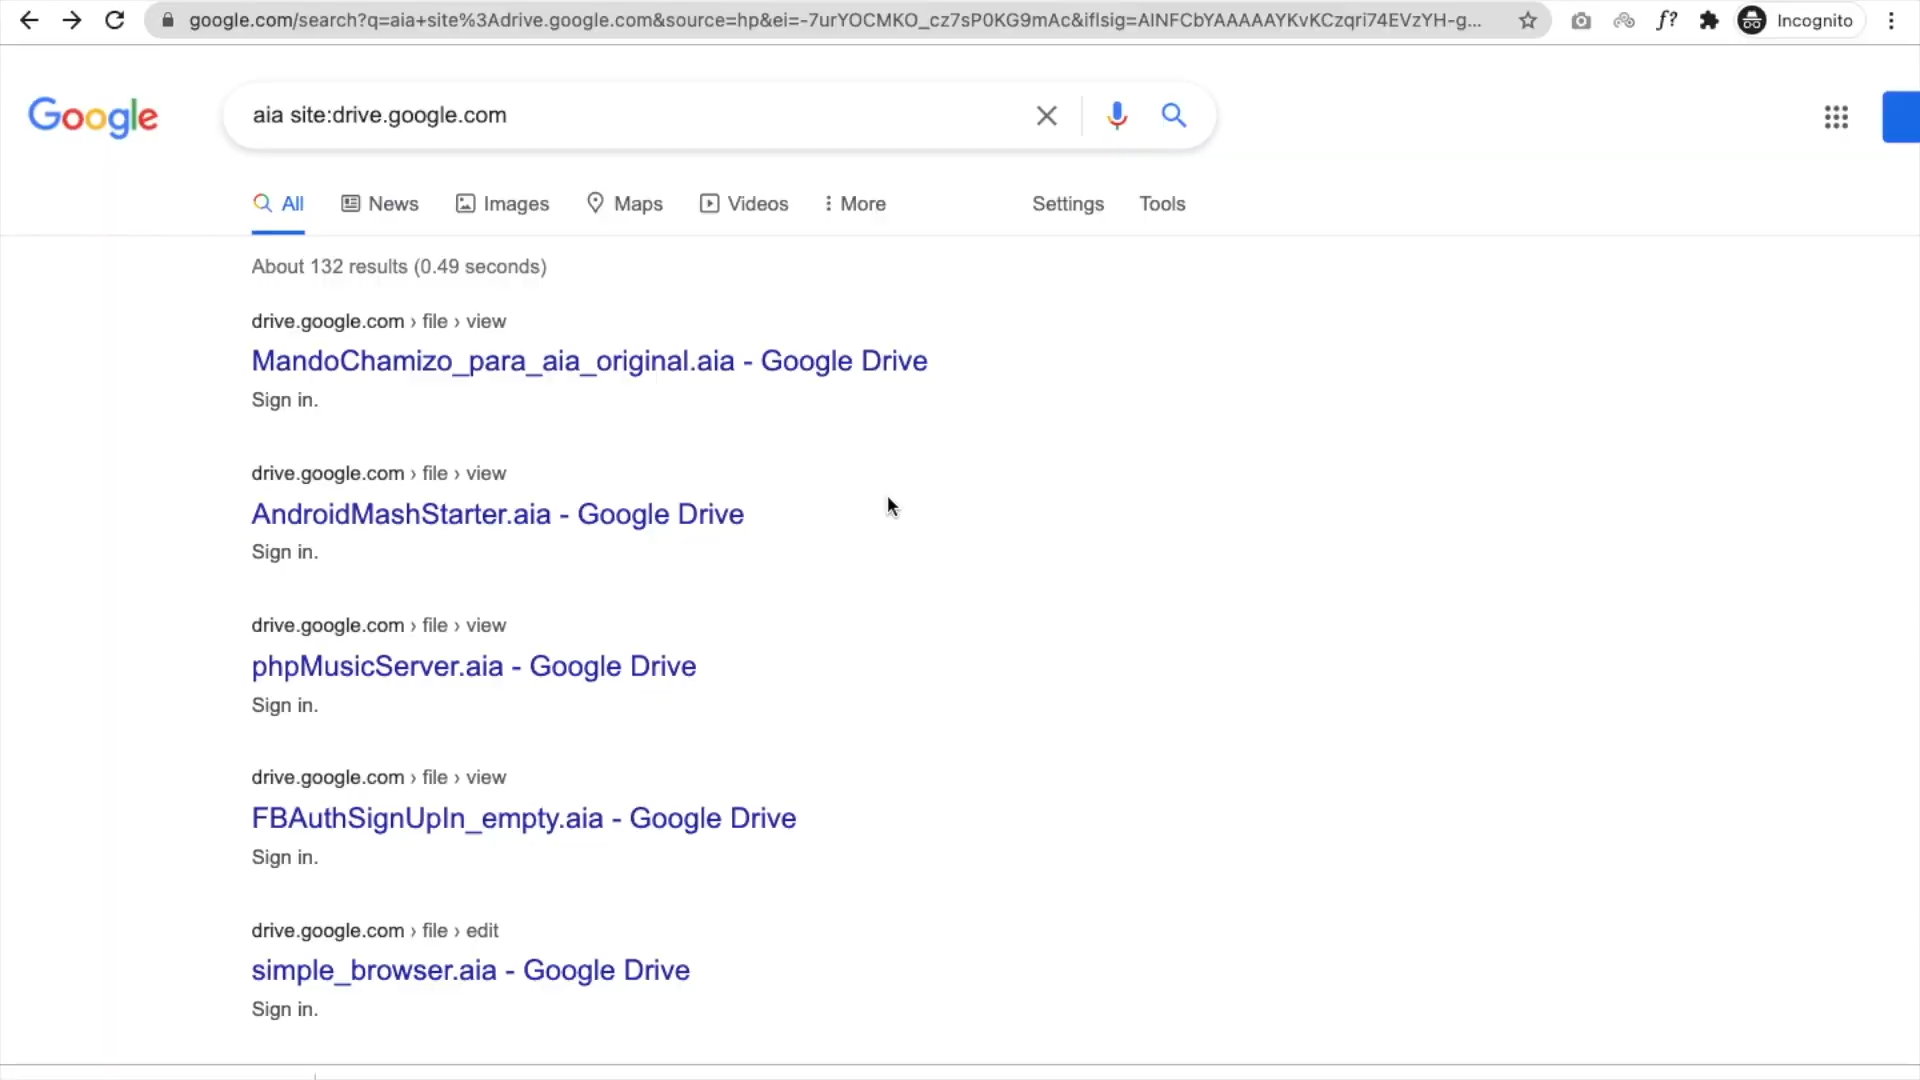 google.com/search?q=aia+site%3Adrive.google.com&source=hp&ei=-7urYOCMKO_cz7sP0KG9mAc&iflsig=AINFCbYAAAAAYKvKCzqri74EVzYH-g...
f?
Incognito
Google
aia site:drive.google.com
All
News
Images
Maps
Videos
More
Settings
Tools
About 132 results (0.49 seconds)
drive.google.com › file › view
MandoChamizo_para_aia_original.aia - Google Drive
Sign in.
drive.google.com › file › view
AndroidMashStarter.aia - Google Drive
Sign in.
drive.google.com › file › view
phpMusicServer.aia - Google Drive
Sign in.
drive.google.com › file › view
FBAuthSignUpIn_empty.aia - Google Drive
Sign in.
drive.google.com › file › edit
simple_browser.aia - Google Drive
Sign in.